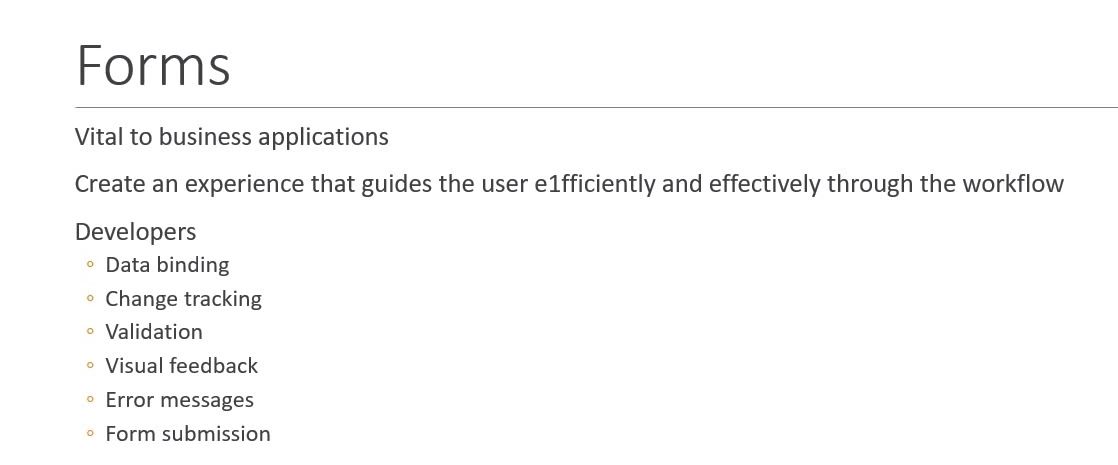 Forms
Vital to business applications
Create an experience that guides the user e1fficiently and effectively through the workflow
Developers
◦ Data binding
◦ Change tracking
◦ Validation
◦ Visual feedback
◦ Error messages
◦ Form submission